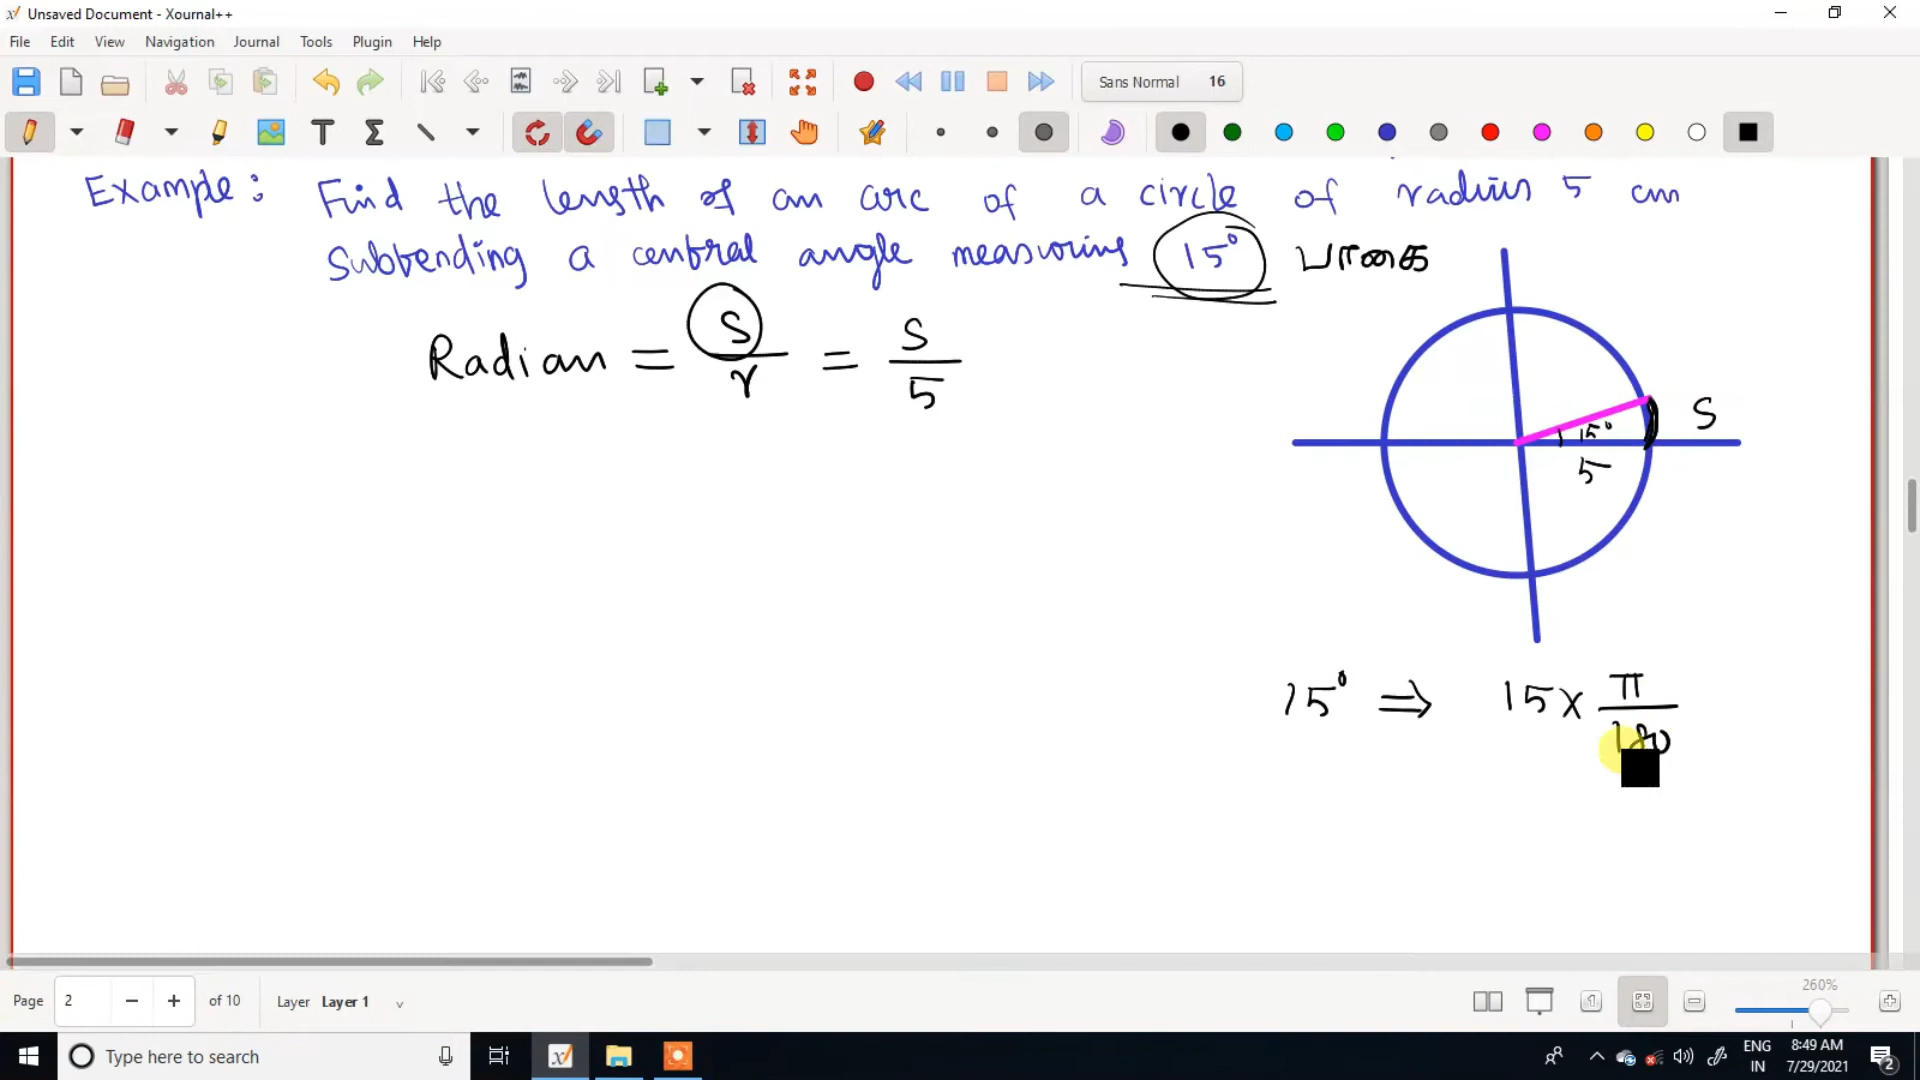 Unsaved Document - Xournal++
File Edit View Navigation Journal Tools Plugin Help
Sans Normal 16
Example: Find the length of an arc of a circle of radius 5 cm
Subtending a central angle measuring 15°
Radian = S/r = S/5
S
15°
5
15° ⇒ 15 × π/180
260%
Page 2 of 10 Layer Layer 1
Type here to search
ENG
IN
8:49 AM
7/29/2021
2